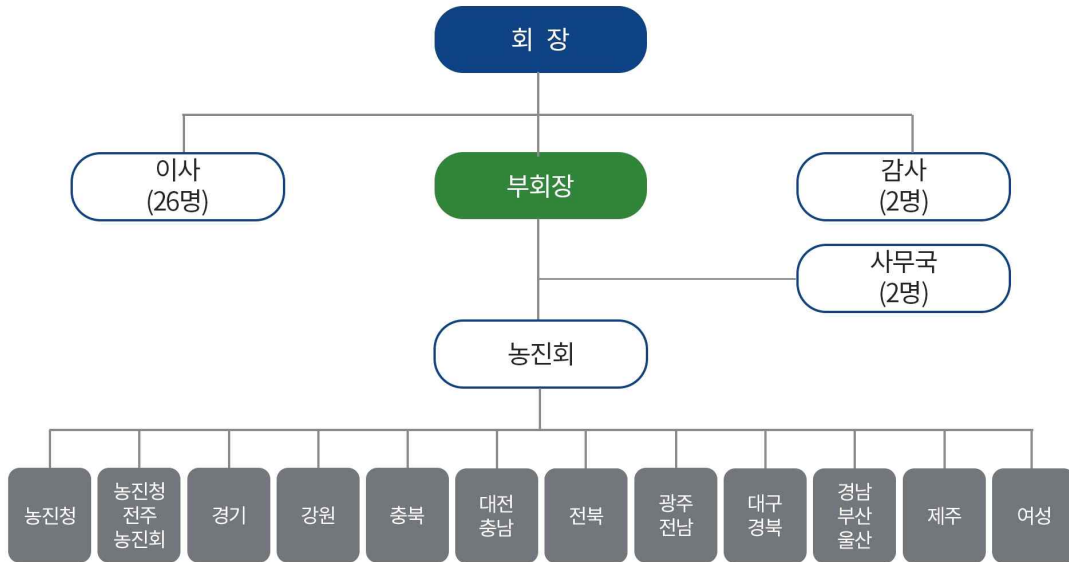 회 장
이사
(26명)
부회장
감사
(2명)
사무국
(2명)
농진회
농진청
농진청
전주
농진회
경기
강원
충북
대전
충남
전북
광주
전남
대구
경북
경남
부산
울산
제주
여성